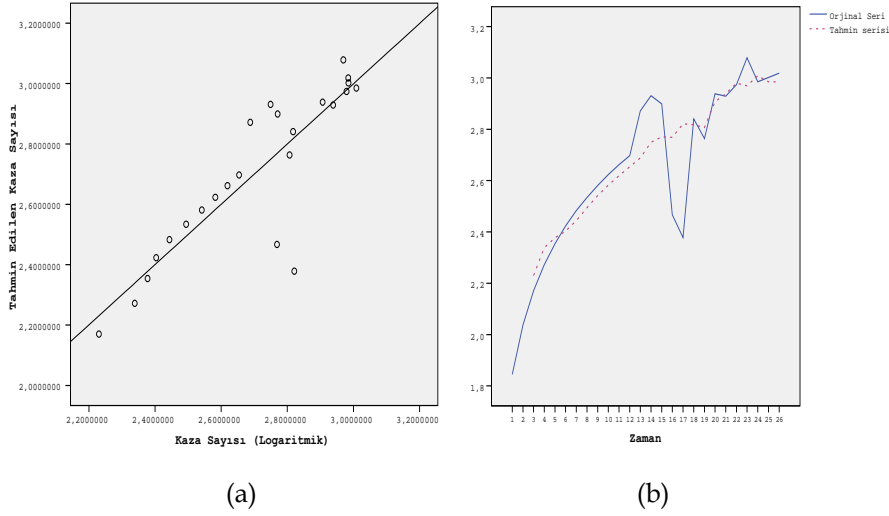 3,2000000
3,0000000
2,8000000
2,6000000
2,4000000
2,2000000
2,0000000
Tahmin Edilen Kaza Sayısı
2,2000000 2,4000000 2,6000000 2,8000000 3,0000000 3,2000000
Kaza Sayısı (Logaritmik)
(a)
Orjinal Seri
Tahmin serisi
3,2
3,0
2,8
2,6
2,4
2,2
2,0
1,8
1 2 3 4 5 6 7 8 9 10 11 12 13 14 15 16 17 18 19 20 21 22 23 24 25 26
Zaman
(b)